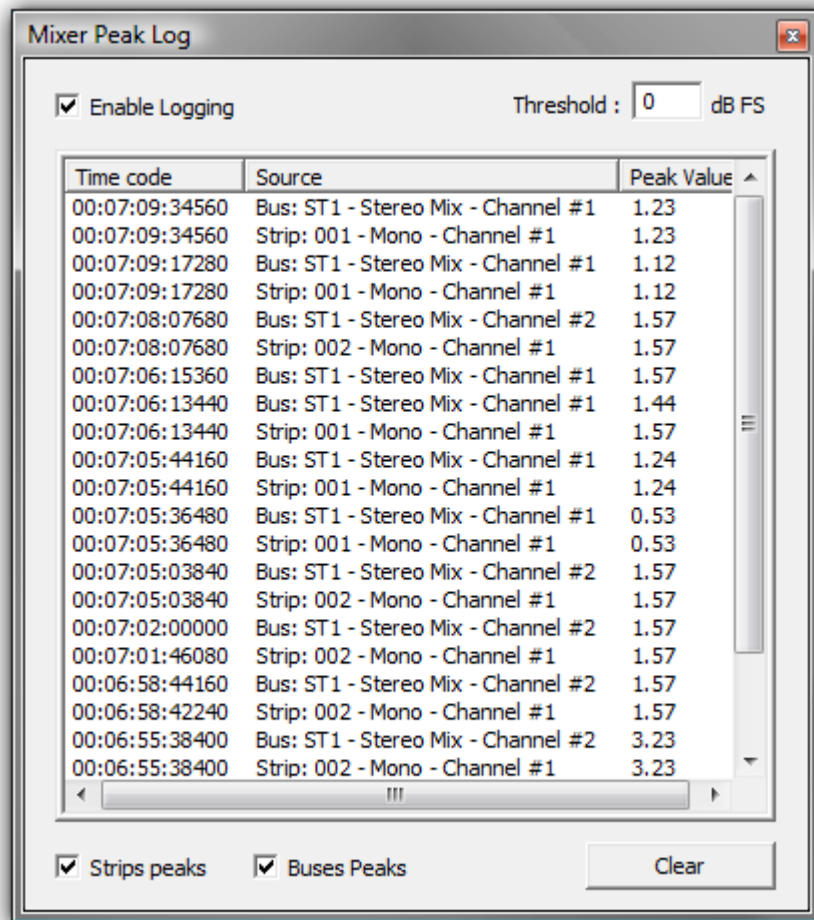 Mixer Peak Log
Enable Logging Threshold : 0 dB FS
Time code Source Peak Value
00:07:09:34560 Bus: ST1 - Stereo Mix - Channel #1 1.23
00:07:09:34560 Strip: 001 - Mono - Channel #1 1.23
00:07:09:17280 Bus: ST1 - Stereo Mix - Channel #1 1.12
00:07:09:17280 Strip: 001 - Mono - Channel #1 1.12
00:07:08:07680 Bus: ST1 - Stereo Mix - Channel #2 1.57
00:07:08:07680 Strip: 002 - Mono - Channel #1 1.57
00:07:06:15360 Bus: ST1 - Stereo Mix - Channel #1 1.57
00:07:06:13440 Bus: ST1 - Stereo Mix - Channel #1 1.44
00:07:06:13440 Strip: 001 - Mono - Channel #1 1.57
00:07:05:44160 Bus: ST1 - Stereo Mix - Channel #1 1.24
00:07:05:44160 Strip: 001 - Mono - Channel #1 1.24
00:07:05:36480 Bus: ST1 - Stereo Mix - Channel #1 0.53
00:07:05:36480 Strip: 001 - Mono - Channel #1 0.53
00:07:05:03840 Bus: ST1 - Stereo Mix - Channel #2 1.57
00:07:05:03840 Strip: 002 - Mono - Channel #1 1.57
00:07:02:00000 Bus: ST1 - Stereo Mix - Channel #2 1.57
00:07:01:46080 Strip: 002 - Mono - Channel #1 1.57
00:06:58:44160 Bus: ST1 - Stereo Mix - Channel #2 1.57
00:06:58:42240 Strip: 002 - Mono - Channel #1 1.57
00:06:55:38400 Bus: ST1 - Stereo Mix - Channel #2 3.23
00:06:55:38400 Strip: 002 - Mono - Channel #1 3.23
Strips peaks Buses Peaks Clear